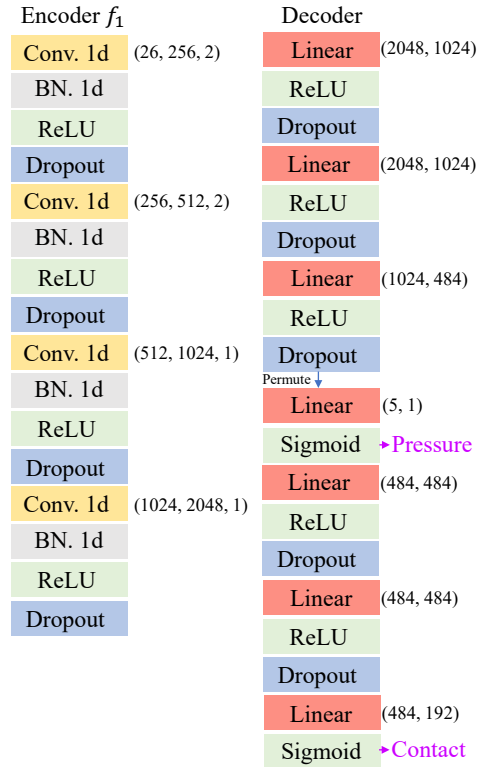 Encoder f₁
Conv. 1d (26, 256, 2)
BN. 1d
ReLU
Dropout
Conv. 1d (256, 512, 2)
BN. 1d
ReLU
Dropout
Conv. 1d (512, 1024, 1)
BN. 1d
ReLU
Dropout
Conv. 1d (1024, 2048, 1)
BN. 1d
ReLU
Dropout
Decoder
Linear (2048, 1024)
ReLU
Dropout
Linear (2048, 1024)
ReLU
Dropout
Linear (1024, 484)
ReLU
Dropout
Permute
Linear (5, 1)
Sigmoid Pressure
Linear (484, 484)
ReLU
Dropout
Linear (484, 484)
ReLU
Dropout
Linear (484, 192)
Sigmoid Contact